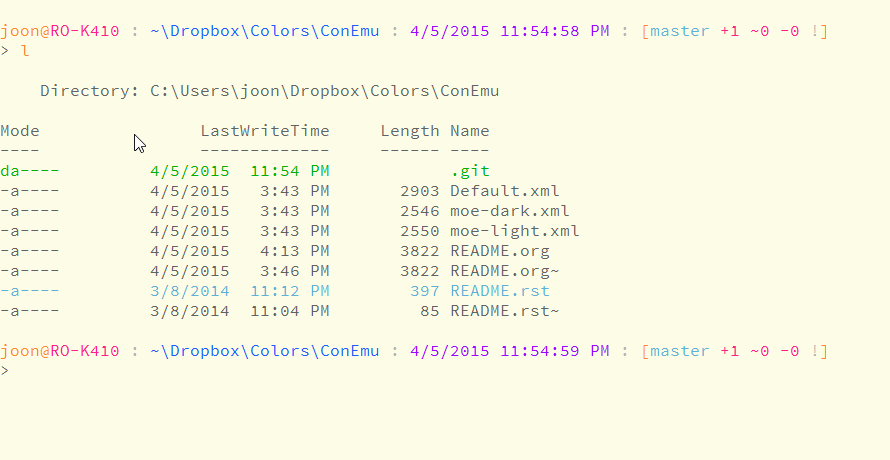 joon@RO-K410 : ~\Dropbox\Colors\ConEmu : 4/5/2015 11:54:58 PM : [master +1 ~0 -0 !]
> l
    Directory: C:\Users\joon\Dropbox\Colors\ConEmu
Mode                LastWriteTime     Length Name
----                -------------     ------ ----
da----         4/5/2015  11:54 PM            .git
-a----         4/5/2015   3:43 PM       2903 Default.xml
-a----         4/5/2015   3:43 PM       2546 moe-dark.xml
-a----         4/5/2015   3:43 PM       2550 moe-light.xml
-a----         4/5/2015   4:13 PM       3822 README.org
-a----         4/5/2015   3:46 PM       3822 README.org~
-a----         3/8/2014  11:12 PM        397 README.rst
-a----         3/8/2014  11:04 PM         85 README.rst~
joon@RO-K410 : ~\Dropbox\Colors\ConEmu : 4/5/2015 11:54:59 PM : [master +1 ~0 -0 !]
>